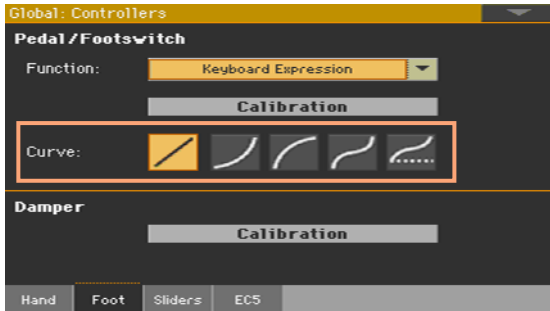 Global: Controllers
Pedal/Footswitch
Function: Keyboard Expression
Calibration
Curve:
Damper
Calibration
Hand Foot Sliders EC5